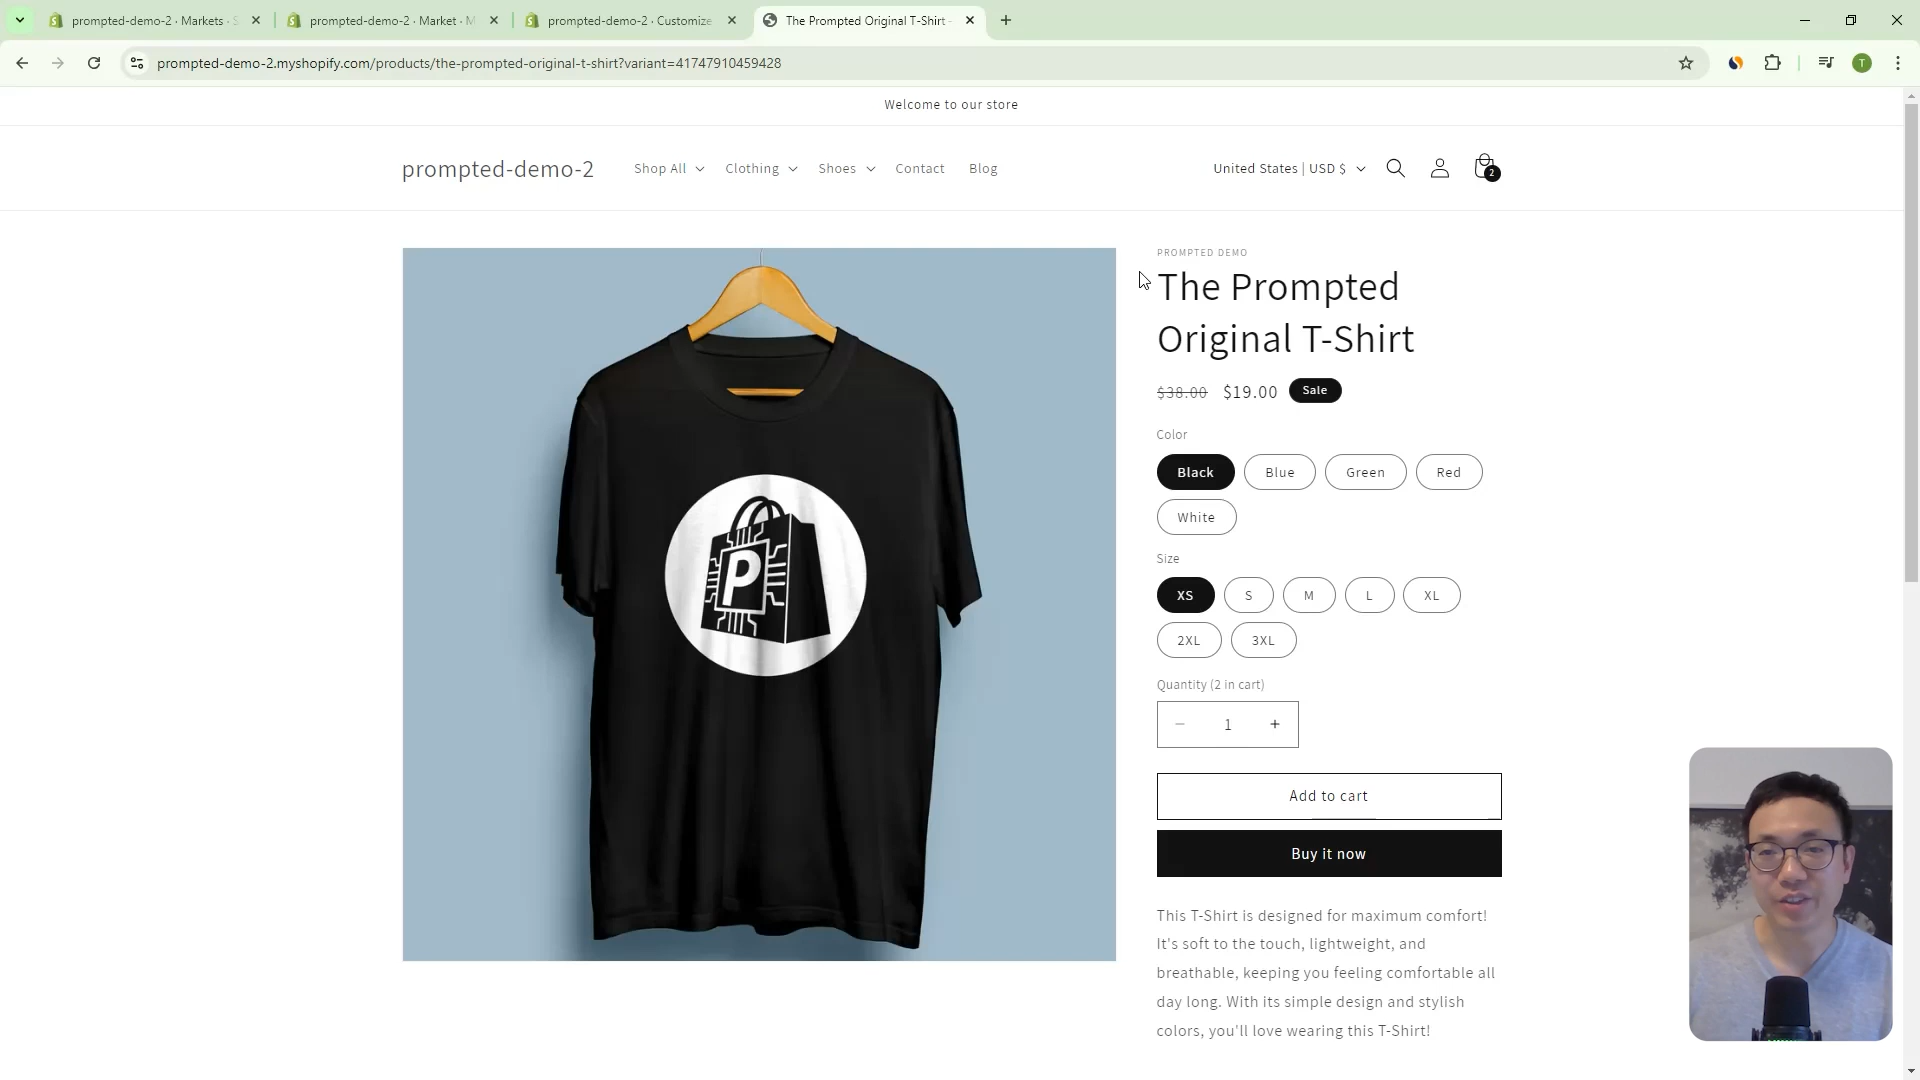 prompted-demo-2 · Markets · S
prompted-demo-2 · Market · M
prompted-demo-2 · Customize
The Prompted Original T-Shirt -
prompted-demo-2.myshopify.com/products/the-prompted-original-t-shirt?variant=41747910459428
T
Welcome to our store
prompted-demo-2
Shop All
Clothing
Shoes
Contact
Blog
United States | USD $
2
PROMPTED DEMO
The Prompted
Original T-Shirt
$38.00 $19.00 Sale
Color
Black Blue Green Red
White
Size
XS S M L XL
2XL 3XL
Quantity (2 in cart)
− 1 +
Add to cart
Buy it now
This T-Shirt is designed for maximum comfort!
It's soft to the touch, lightweight, and
breathable, keeping you feeling comfortable all
day long. With its simple design and stylish
colors, you'll love wearing this T-Shirt!
P